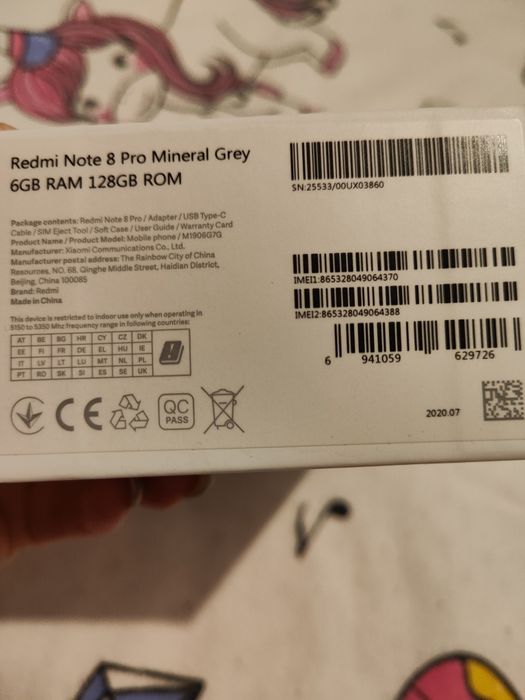 Redmi Note 8 Pro Mineral Grey
6GB RAM 128GB ROM
Package contents: Redmi Note 8 Pro / Adapter / USB Type-C
Cable / SIM Eject Tool / Soft Case / User Guide / Warranty Card
Product Name / Product Model: Mobile phone / M1906G7G
Manufacturer: Xiaomi Communications Co., Ltd.
Manufacturer postal address: The Rainbow City of China
Resources, NO. 68, Qinghe Middle Street, Haidian District,
Beijing, China 100085
Brand: Redmi
Made in China
This device is restricted to indoor use only when operating in
5150 to 5350 Mhz frequency range in following countries:
AT BE BG HR CY CZ DK
EE FI FR DE EL HU IE
IT LV LT LU MT NL PL
PT RO SK SI ES SE UK
CE
QC
PASS
SN:25533/00UX03860
IMEI1:865328049064370
IMEI2:865328049064388
6 941059 629726
2020.07